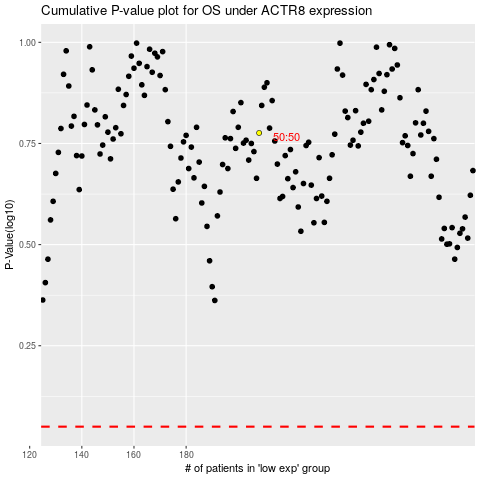 Cumulative P-value plot for OS under ACTR8 expression
P-Value(log10)
1.00
0.75
0.50
0.25
50:50
120 140 160 180
# of patients in 'low exp' group